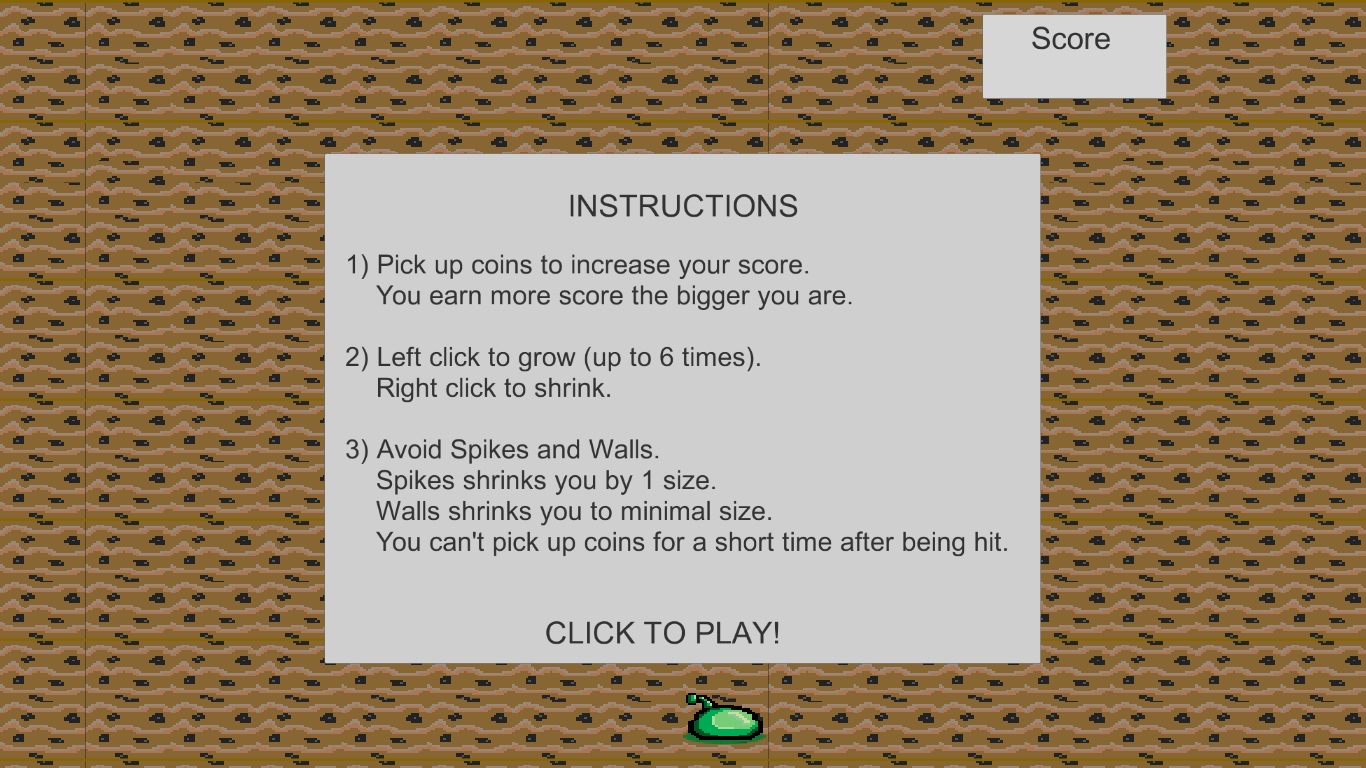 Score
INSTRUCTIONS
1) Pick up coins to increase your score.
You earn more score the bigger you are.
2) Left click to grow (up to 6 times).
Right click to shrink.
3) Avoid Spikes and Walls.
Spikes shrinks you by 1 size.
Walls shrinks you to minimal size.
You can't pick up coins for a short time after being hit.
CLICK TO PLAY!